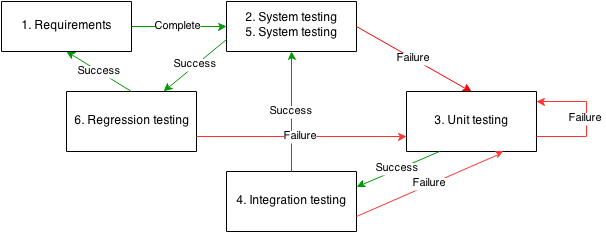 1. Requirements
Complete
2. System testing
5. System testing
Failure
Success
Success
6. Regression testing
Success
Failure
3. Unit testing
Failure
Success
Failure
4. Integration testing